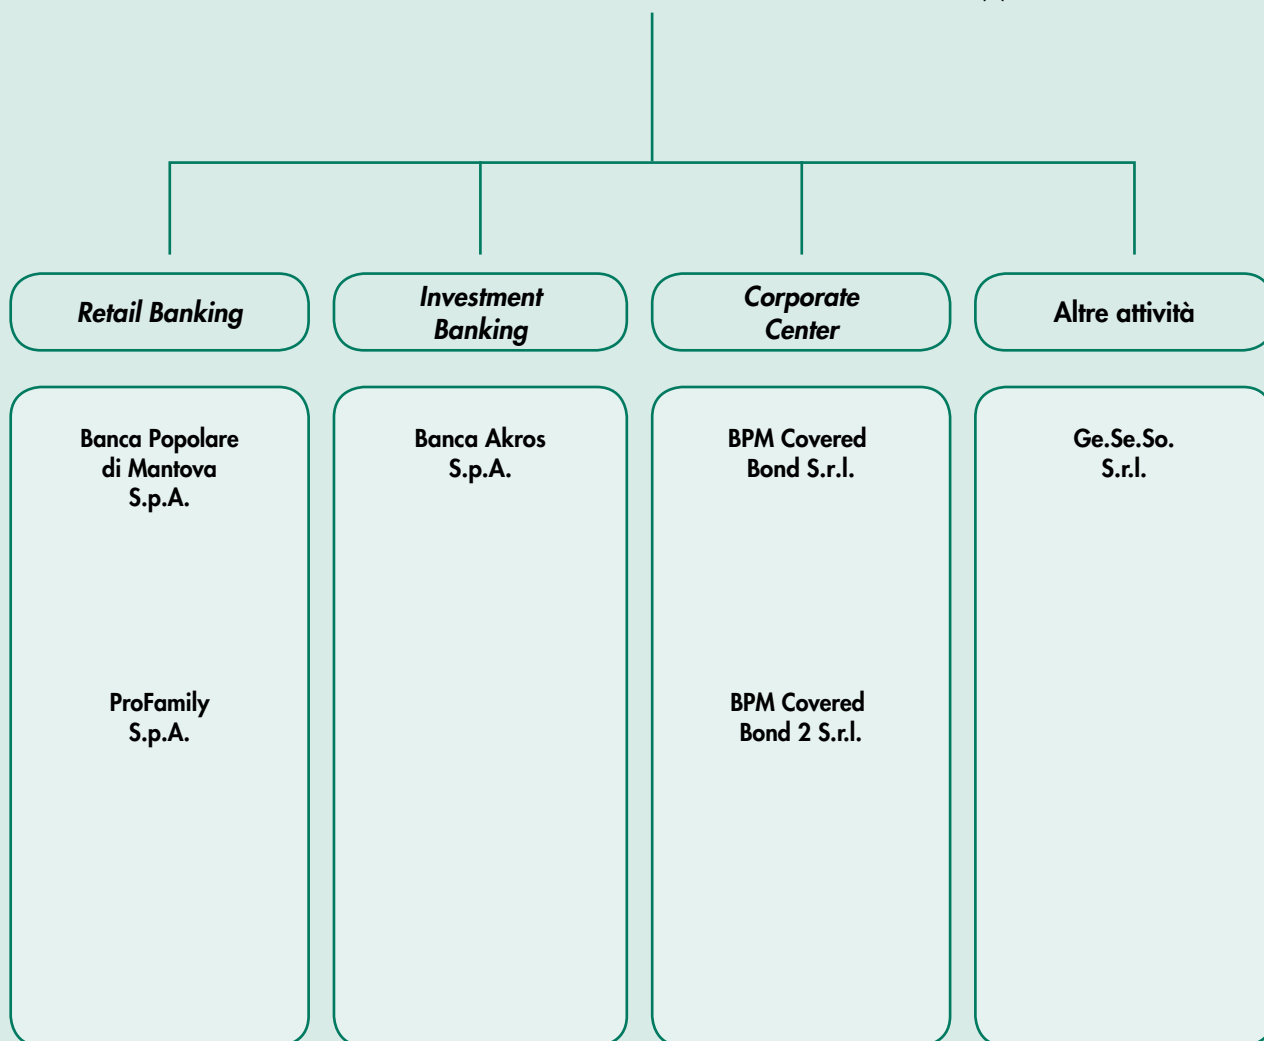 Retail Banking
Investment
Banking
Corporate
Center
Altre attività
Banca Popolare
di Mantova
S.p.A.
ProFamily
S.p.A.
Banca Akros
S.p.A.
BPM Covered
Bond S.r.l.
BPM Covered
Bond 2 S.r.l.
Ge.Se.So.
S.r.l.